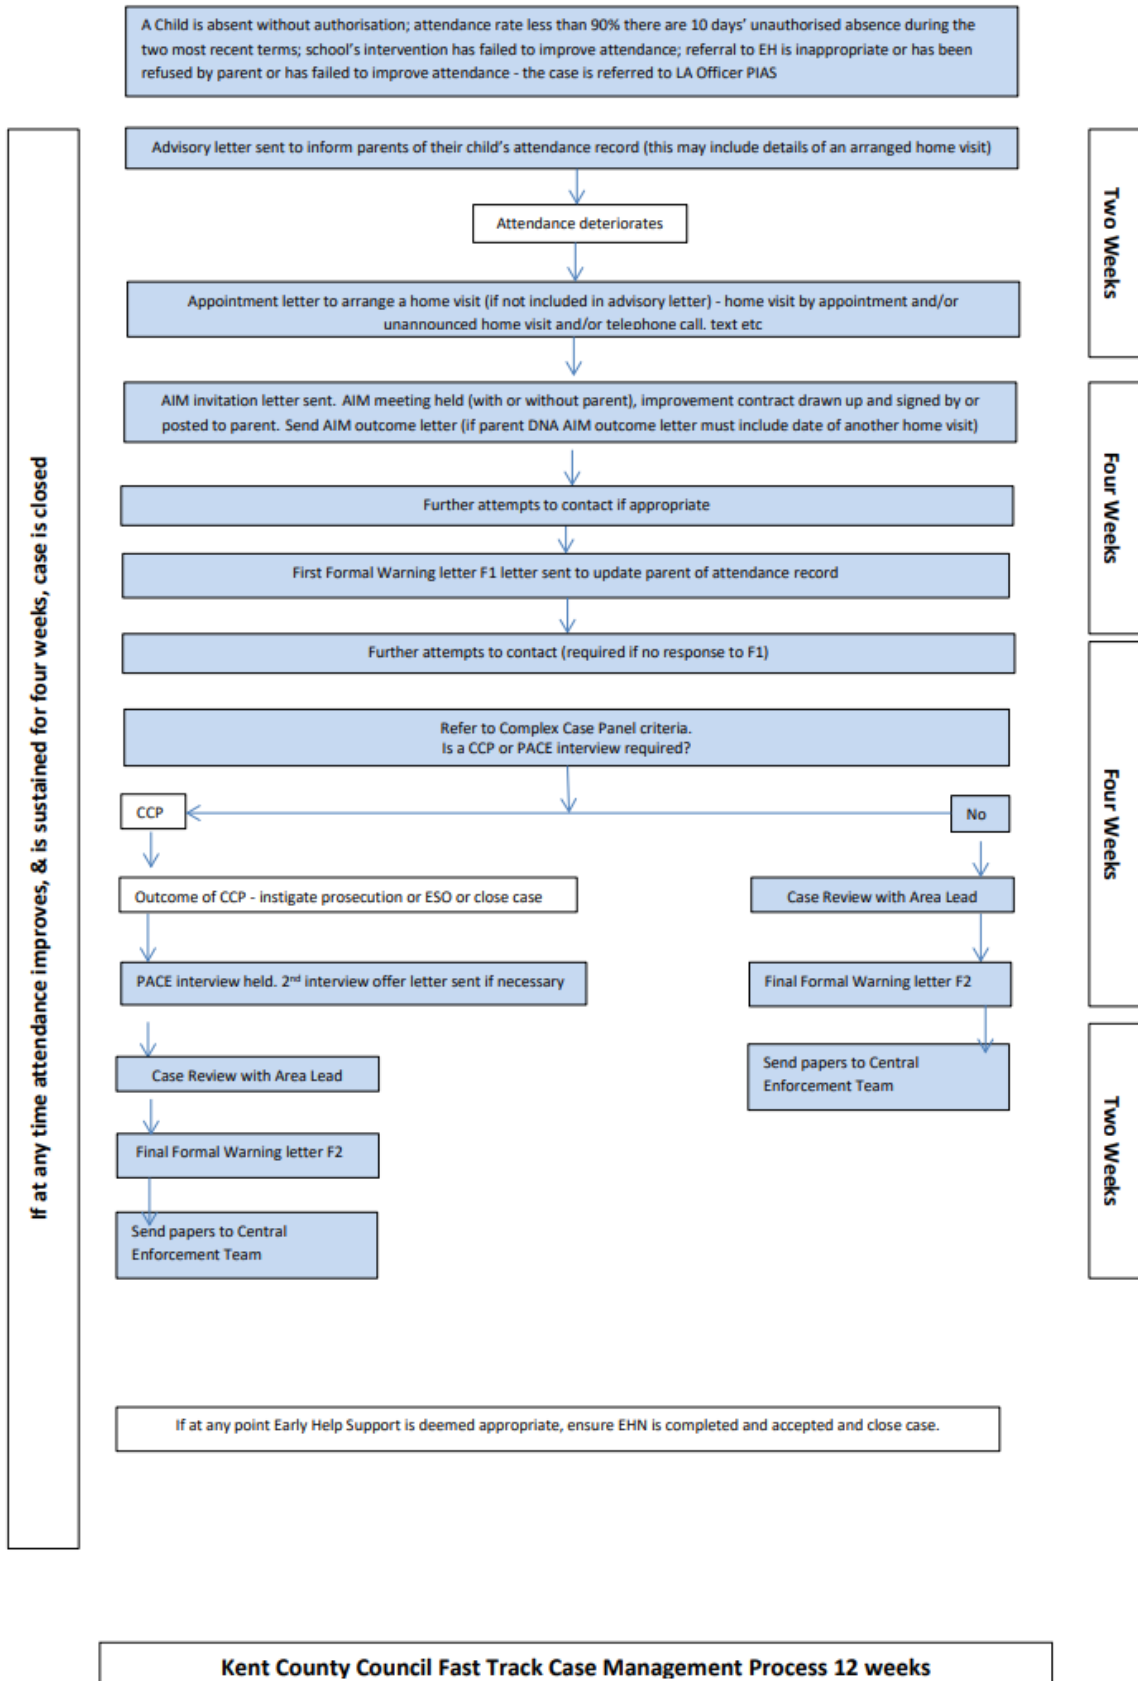 A Child is absent without authorisation; attendance rate less than 90% there are 10 days' unauthorised absence during the
two most recent terms; school's intervention has failed to improve attendance; referral to EH is inappropriate or has been
refused by parent or has failed to improve attendance - the case is referred to LA Officer PIAS
If at any time attendance improves, & is sustained for four weeks, case is closed
Advisory letter sent to inform parents of their child's attendance record (this may include details of an arranged home visit)
Two Weeks
Attendance deteriorates
Appointment letter to arrange a home visit (if not included in advisory letter) - home visit by appointment and/or
unannounced home visit and/or telephone call. text etc
AIM invitation letter sent. AIM meeting held (with or without parent), improvement contract drawn up and signed by or
posted to parent. Send AIM outcome letter (if parent DNA AIM outcome letter must include date of another home visit)
Four Weeks
Further attempts to contact if appropriate
First Formal Warning letter F1 letter sent to update parent of attendance record
Further attempts to contact (required if no response to F1)
Four Weeks
Refer to Complex Case Panel criteria.
Is a CCP or PACE interview required?
CCP
No
Outcome of CCP - instigate prosecution or ESO or close case
Case Review with Area Lead
PACE interview held. 2nd interview offer letter sent if necessary
Final Formal Warning letter F2
Two Weeks
Case Review with Area Lead
Send papers to Central
Enforcement Team
Final Formal Warning letter F2
Send papers to Central
Enforcement Team
If at any point Early Help Support is deemed appropriate, ensure EHN is completed and accepted and close case.
Kent County Council Fast Track Case Management Process 12 weeks